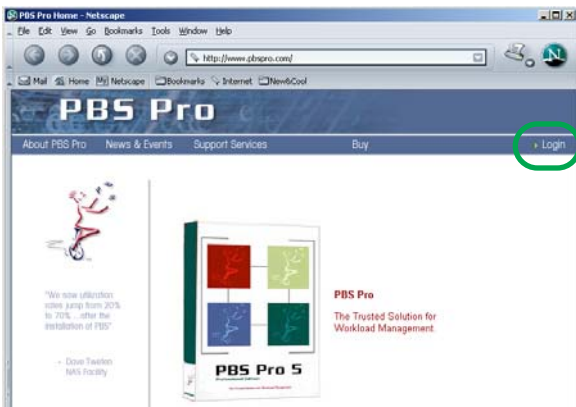 PBS Pro Home - Netscape
File Edit View Go Bookmarks Tools Window Help
http://www.pbspro.com/
Mail Home My Netscape Bookmarks Internet New&Cool
PBS Pro
About PBS Pro News & Events Support Services Buy Login
"We saw utilization
rates jump from 20%
to 70% ... after the
installation of PBS"
- Dave Tweten
NAS Facility
PBS Pro
The Trusted Solution for
Workload Management
PBS Pro 5
Professional Edition